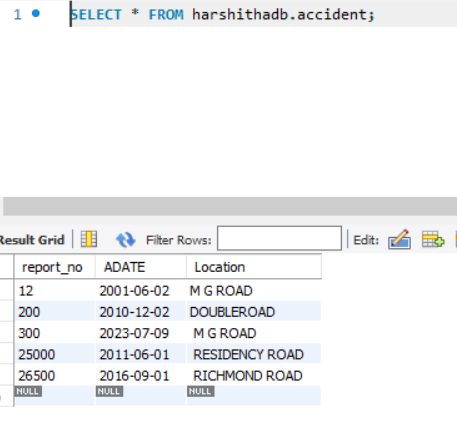 1 SELECT * FROM harshithadb.accident;
Result Grid Filter Rows: Edit:
report_no ADATE Location
12 2001-06-02 M G ROAD
200 2010-12-02 DOUBLEROAD
300 2023-07-09 M G ROAD
25000 2011-06-01 RESIDENCY ROAD
26500 2016-09-01 RICHMOND ROAD
NULL NULL NULL